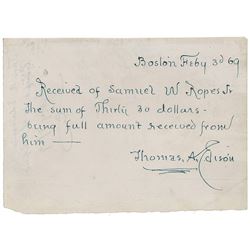 Boston Feby 3d 69
Received of Samuel W Ropes Jr
The sum of Thirty 30 dollars
being full amount received from
him —
Thomas, A, Edison